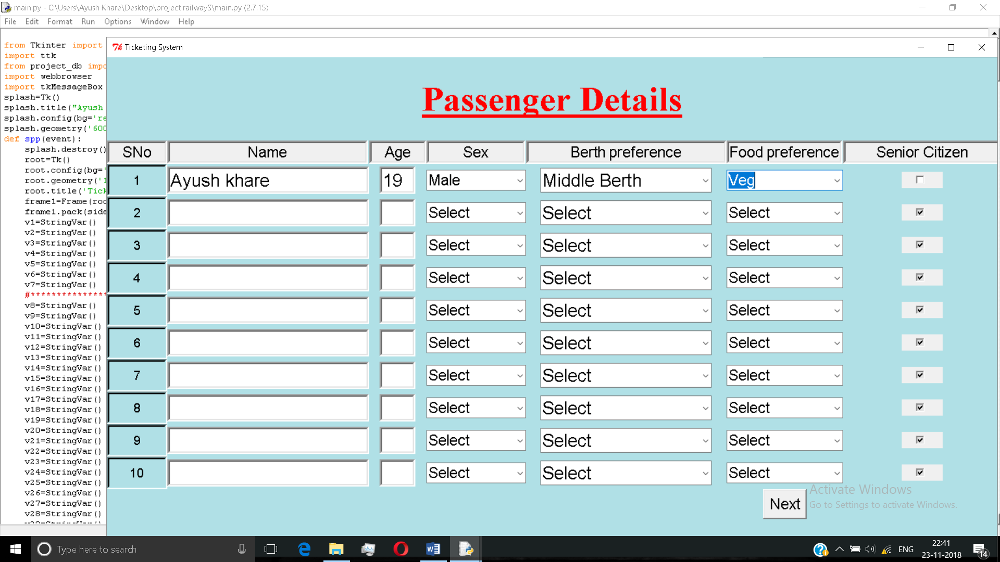 main.py - C:\Users\Ayush Khare\Desktop\project railwayS\main.py (2.7.15)
File Edit Format Run Options Window Help
from Tkinter import
import ttk
from project_db impo
import webbrowser
import tkMessageBox
splash=Tk()
splash.title("Ayush
splash.config(bg='re
splash.geometry('600
def spp(event):
splash.destroy()
root=Tk()
root.config(bg='
root.geometry('1
root.title('Tick
frame1=Frame(roo
frame1.pack(side
v1=StringVar()
v2=StringVar()
v3=StringVar()
v4=StringVar()
v5=StringVar()
v6=StringVar()
v7=StringVar()
#***************
v8=StringVar()
v9=StringVar()
v10=StringVar()
v11=StringVar()
v12=StringVar()
v13=StringVar()
v14=StringVar()
v15=StringVar()
v16=StringVar()
v17=StringVar()
v18=StringVar()
v19=StringVar()
v20=StringVar()
v21=StringVar()
v22=StringVar()
v23=StringVar()
v24=StringVar()
v25=StringVar()
v26=StringVar()
v27=StringVar()
v28=StringVar()
Ticketing System
Passenger Details
SNo Name Age Sex Berth preference Food preference Senior Citizen
1 Ayush khare 19 Male Middle Berth Veg
2 Select Select Select
3 Select Select Select
4 Select Select Select
5 Select Select Select
6 Select Select Select
7 Select Select Select
8 Select Select Select
9 Select Select Select
10 Select Select Select
Next
Activate Windows
Go to Settings to activate Windows.
Type here to search
ENG
22:41
23-11-2018
14